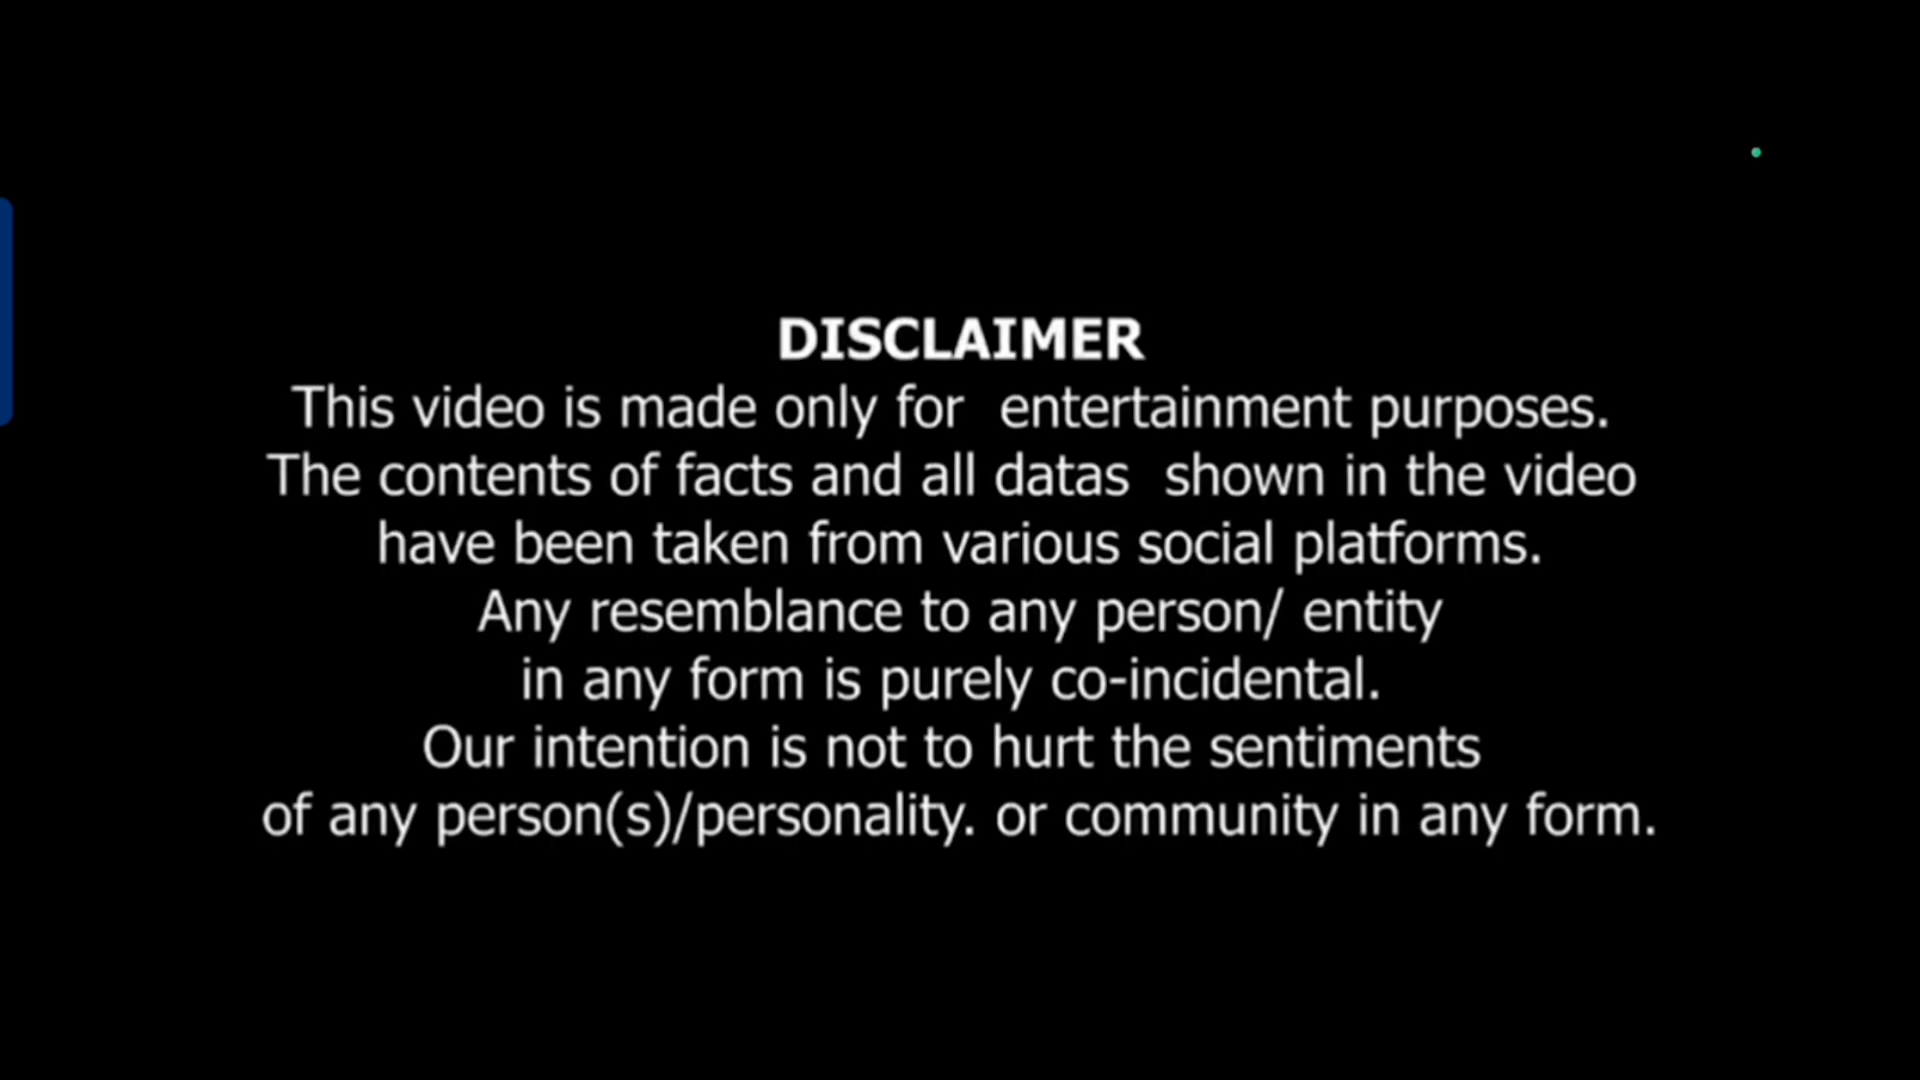 DISCLAIMER
This video is made only for entertainment purposes.
The contents of facts and all datas shown in the video
have been taken from various social platforms.
Any resemblance to any person/ entity
in any form is purely co-incidental.
Our intention is not to hurt the sentiments
of any person(s)/personality. or community in any form.